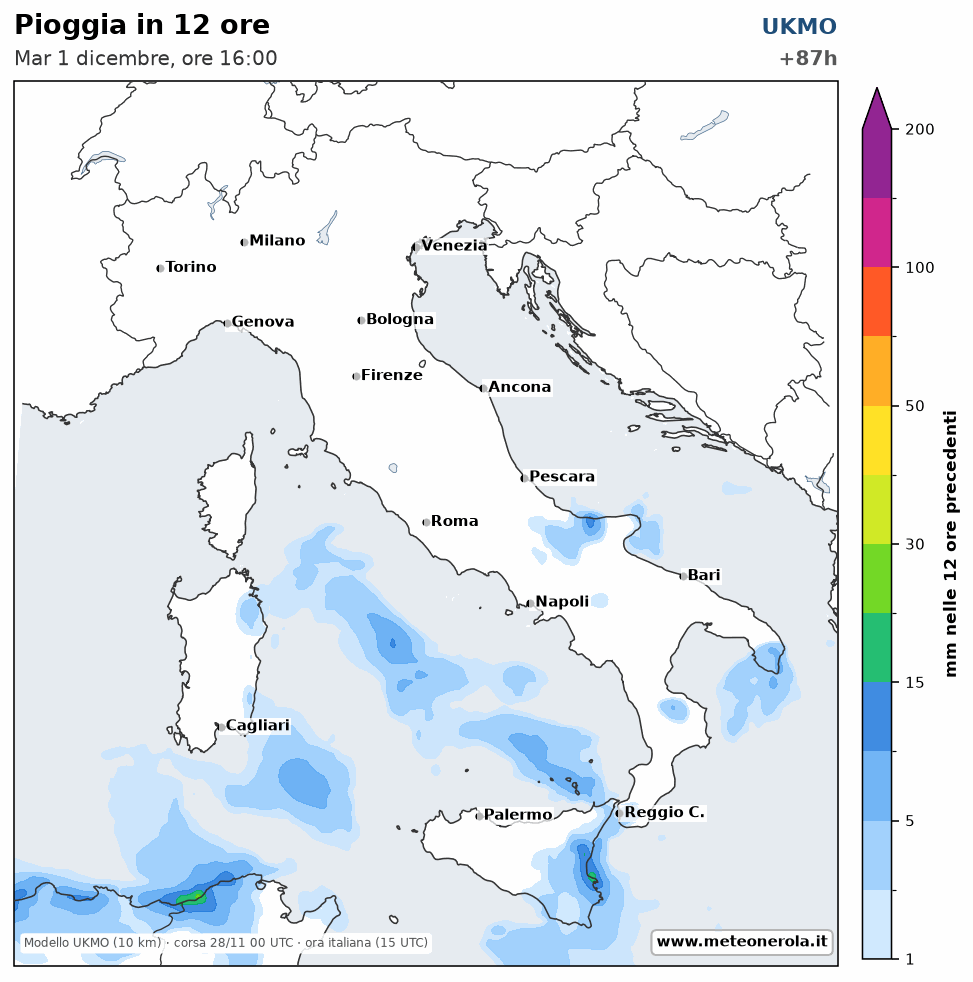 Pioggia in 12 ore
UKMO
Mar 1 dicembre, ore 16:00
+87h
200
100
50
30
15
5
1
mm nelle 12 ore precedenti
Milano
Venezia
Torino
Genova
Bologna
Firenze
Ancona
Pescara
Roma
Bari
Napoli
Cagliari
Palermo
Reggio C.
Modello UKMO (10 km) · corsa 28/11 00 UTC · ora italiana (15 UTC)
www.meteonerola.it